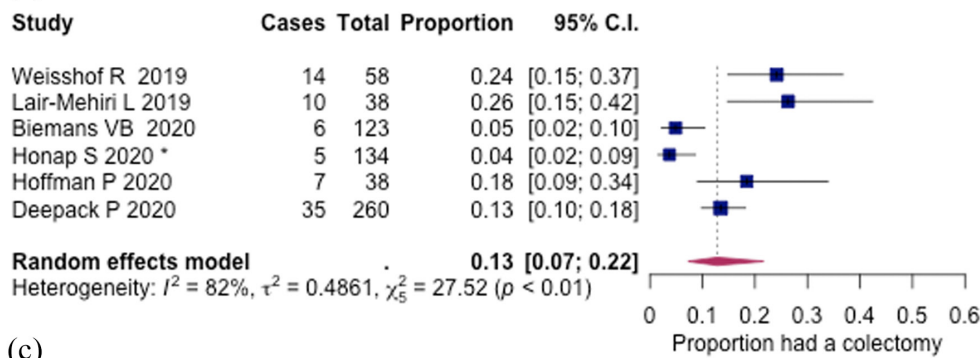 Study Cases Total Proportion 95% C.I.
Weisshof R 2019 14 58 0.24 [0.15; 0.37]
Lair-Mehiri L 2019 10 38 0.26 [0.15; 0.42]
Biemans VB 2020 6 123 0.05 [0.02; 0.10]
Honap S 2020 * 5 134 0.04 [0.02; 0.09]
Hoffman P 2020 7 38 0.18 [0.09; 0.34]
Deepack P 2020 35 260 0.13 [0.10; 0.18]
Random effects model . 0.13 [0.07; 0.22]
Heterogeneity: I² = 82%, τ² = 0.4861, χ²₅ = 27.52 (p < 0.01)
0 0.1 0.2 0.3 0.4 0.5 0.6
Proportion had a colectomy
(c)